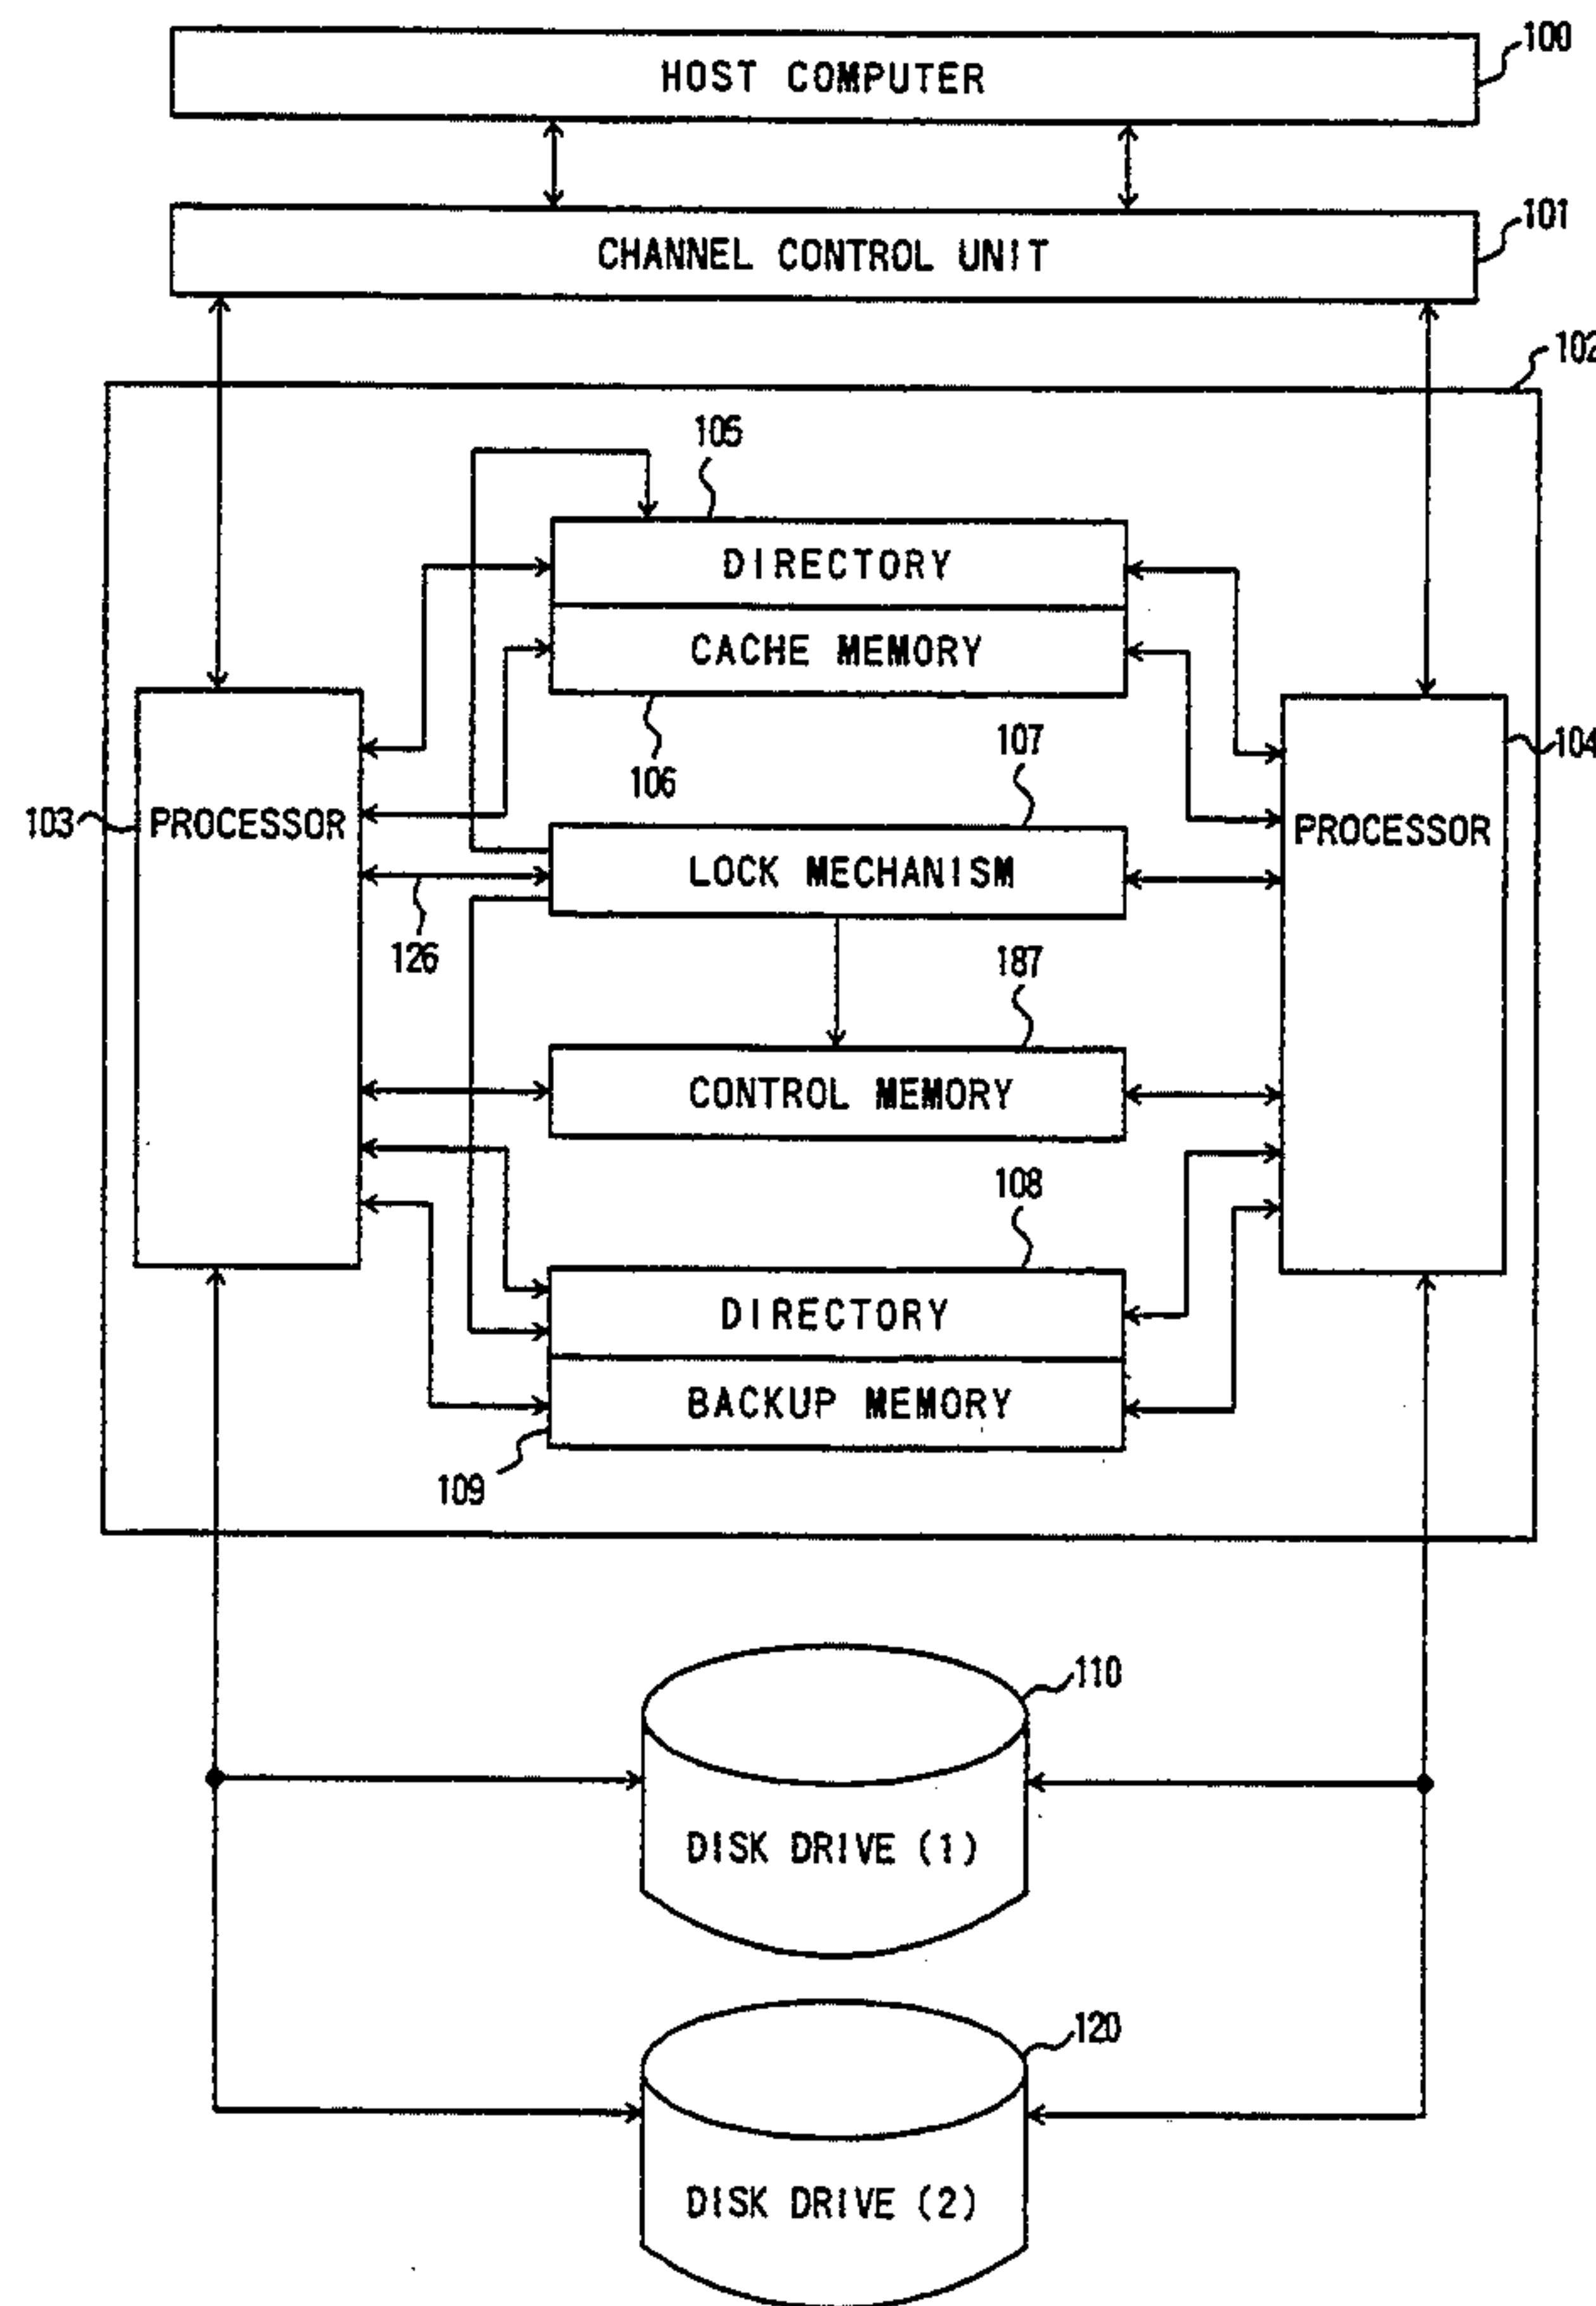 100
HOST COMPUTER
101
CHANNEL CONTROL UNIT
102
105
DIRECTORY
CACHE MEMORY
106
107
104
103
PROCESSOR
PROCESSOR
LOCK MECHANISM
126
187
CONTROL MEMORY
108
DIRECTORY
BACKUP MEMORY
109
110
DISK DRIVE (1)
120
DISK DRIVE (2)